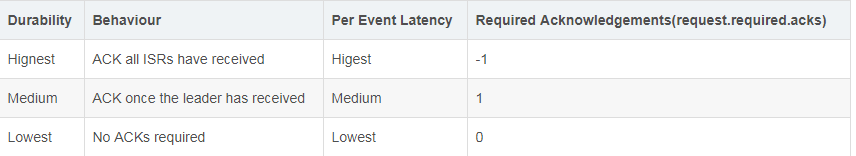 Durability Behaviour Per Event Latency Required Acknowledgements(request.required.acks)
Hignest ACK all ISRs have received Higest -1
Medium ACK once the leader has received Medium 1
Lowest No ACKs required Lowest 0